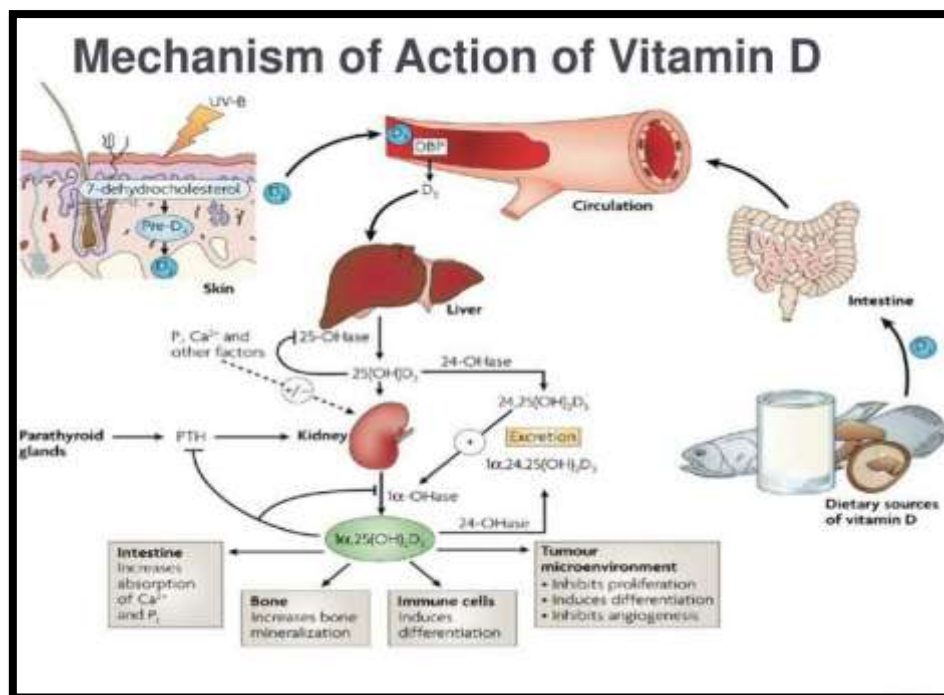 Mechanism of Action of Vitamin D
UV-B
7-dehydrocholesterol
Pre-D₃
D₃
Skin
D₃
D₃
DBP
D₃
Circulation
Liver
Intestine
D₃
Dietary sources
of vitamin D
Pᵢ Ca²⁺ and
other factors
25-OHase
25(OH)D₃
24-OHase
24,25(OH)₂D₃
+/-
Parathyroid
glands
PTH
Kidney
+
Excretion
1α,24,25(OH)₃D₃
1α-OHase
24-OHase
1α,25(OH)₂D₃
Intestine
Increases
absorption
of Ca²⁺
and Pᵢ
Bone
Increases bone
mineralization
Immune cells
Induces
differentiation
Tumour
microenvironment
• Inhibits proliferation
• Induces differentiation
• Inhibits angiogenesis